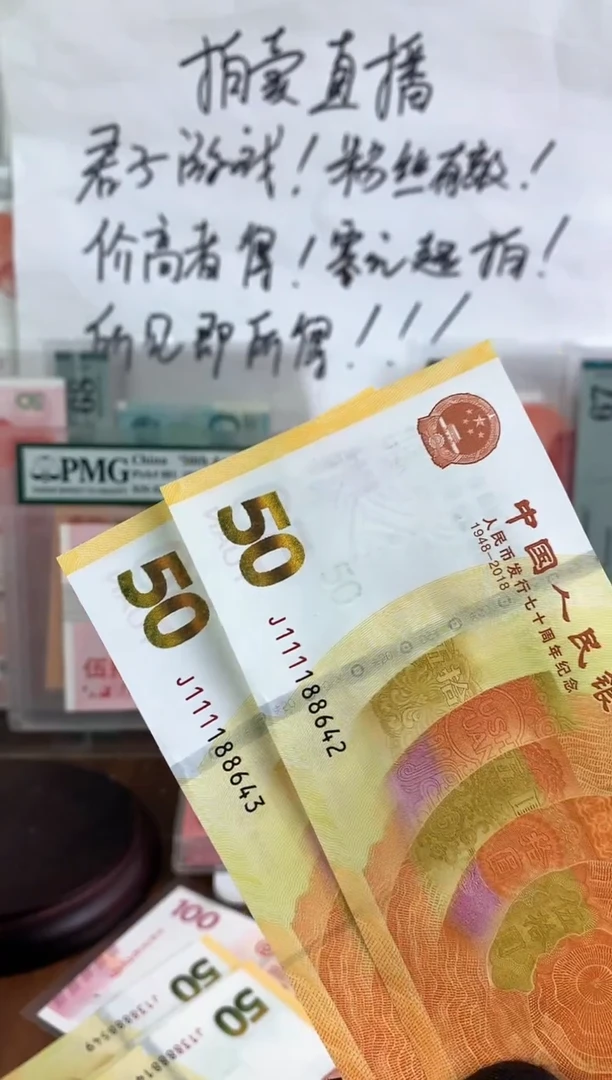 拍卖直播
君子游戏！粉丝有数！
价高者得！零元起拍！
所见即所得！！！
PMG
China
50
J111188642
中国人民银
人民币发行七十周年纪念
1948-2018
50
J111188643
100
50
50